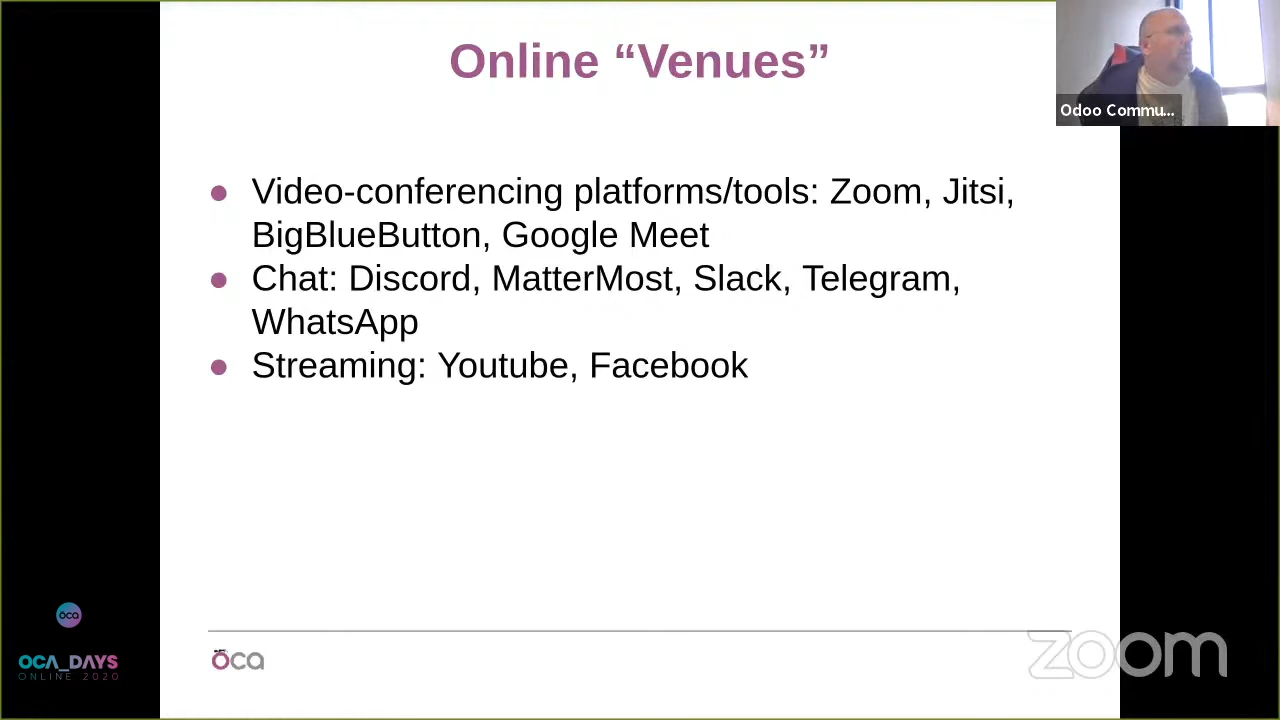 Online “Venues”
Odoo Commu...
● Video-conferencing platforms/tools: Zoom, Jitsi,
BigBlueButton, Google Meet
● Chat: Discord, MatterMost, Slack, Telegram,
WhatsApp
● Streaming: Youtube, Facebook
oco
OCA_DAYS
ONLINE 2020
oca
zoom